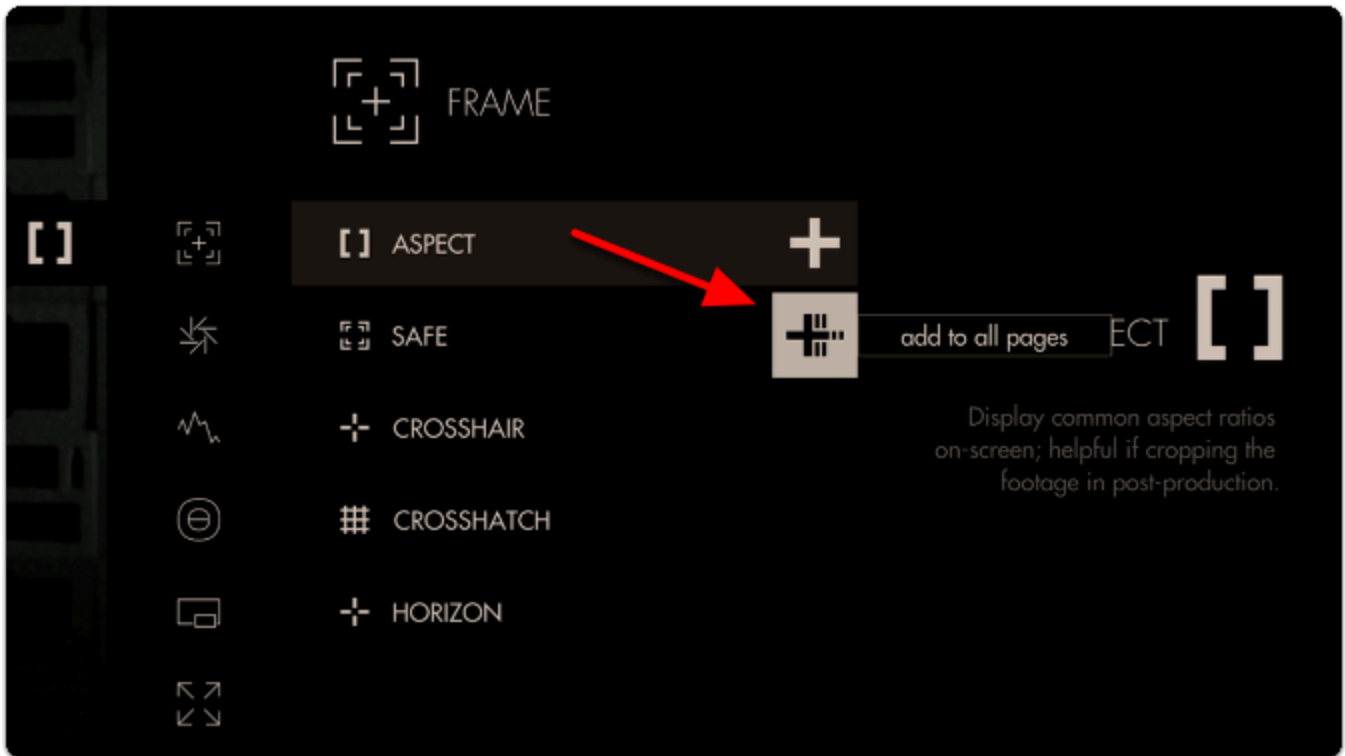 FRAME
ASPECT
SAFE
add to all pages
ECT
CROSSHAIR
Display common aspect ratios
on-screen; helpful if cropping the
footage in post-production.
CROSSHATCH
HORIZON